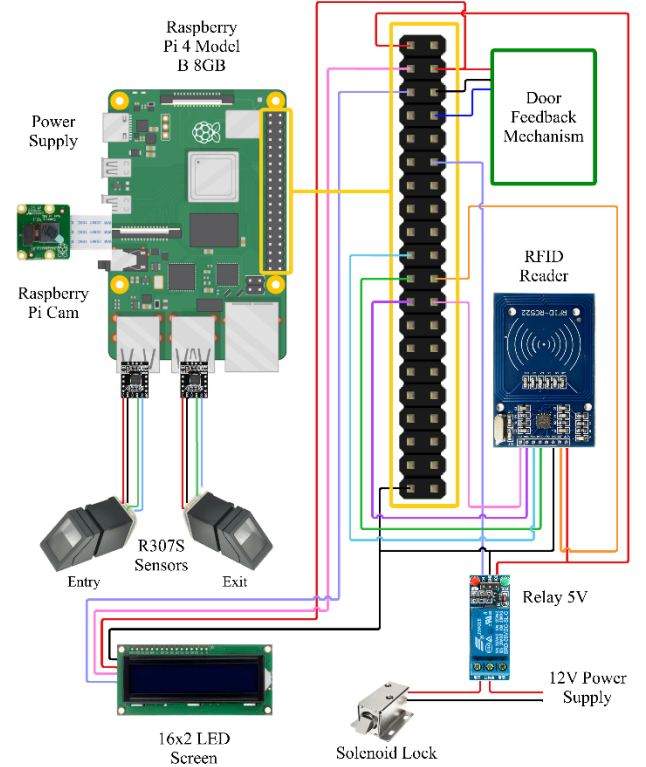 Raspberry
Pi 4 Model
B 8GB
Power
Supply
Door
Feedback
Mechanism
RFID
Reader
Raspberry
Pi Cam
RFID-RC522
R307S
Sensors
Entry
Exit
Relay 5V
12V Power
Supply
16x2 LED
Screen
Solenoid Lock